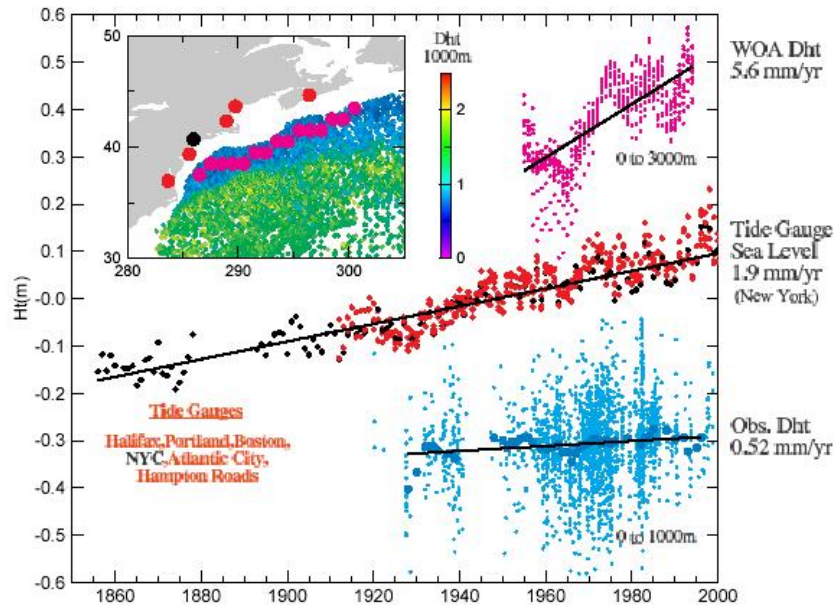 0.6
0.5
0.4
0.3
0.2
0.1
-0.0
-0.1
-0.2
-0.3
-0.4
-0.5
-0.6
Ht(m)
1860
1880
1900
1920
1940
1960
1980
2000
50
40
30
280
290
300
Dht
1000m
2
1
0
WOA Dht
5.6 mm/yr
0 to 3000m
Tide Gauge
Sea Level
1.9 mm/yr
(New York)
Tide Gauges
Halifax,Portland,Boston,
NYC,Atlantic City,
Hampton Roads
Obs. Dht
0.52 mm/yr
0 to 1000m